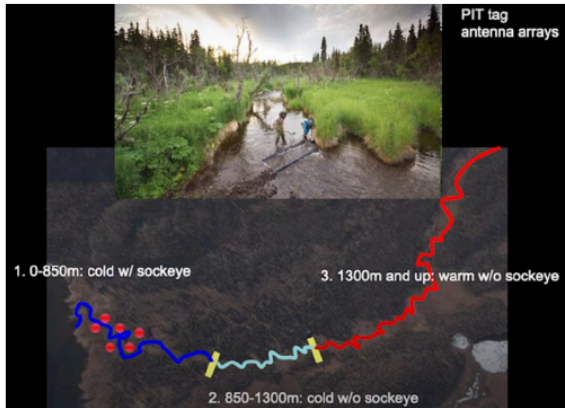 PIT tag
antenna arrays
1. 0-850m: cold w/ sockeye
3. 1300m and up: warm w/o sockeye
2. 850-1300m: cold w/o sockeye